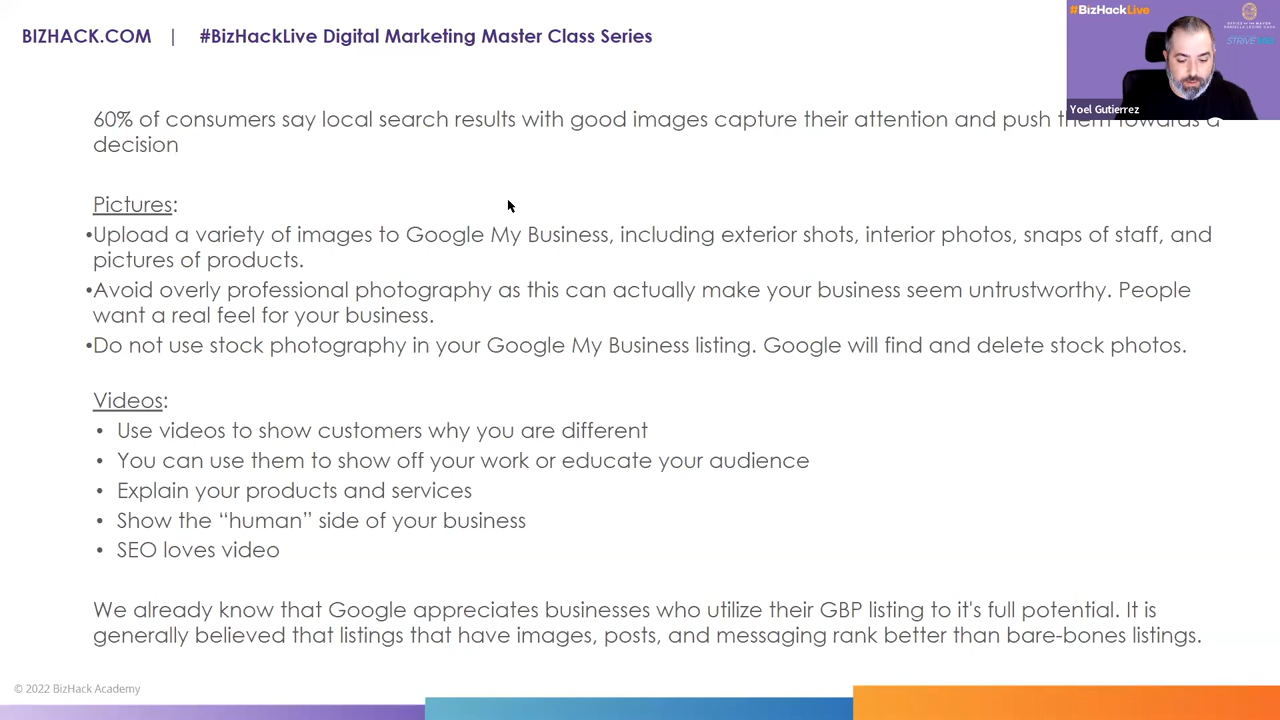 BIZHACK.COM | #BizHackLive Digital Marketing Master Class Series
#BizHackLive
OFFICE OF THE MAYOR
DANIELLA LEVINE CAVA
STRIVE305
Yoel Gutierrez
60% of consumers say local search results with good images capture their attention and push them towards a
decision
Pictures:
•Upload a variety of images to Google My Business, including exterior shots, interior photos, snaps of staff, and
pictures of products.
•Avoid overly professional photography as this can actually make your business seem untrustworthy. People
want a real feel for your business.
•Do not use stock photography in your Google My Business listing. Google will find and delete stock photos.
Videos:
• Use videos to show customers why you are different
• You can use them to show off your work or educate your audience
• Explain your products and services
• Show the “human” side of your business
• SEO loves video
We already know that Google appreciates businesses who utilize their GBP listing to it's full potential. It is
generally believed that listings that have images, posts, and messaging rank better than bare-bones listings.
© 2022 BizHack Academy